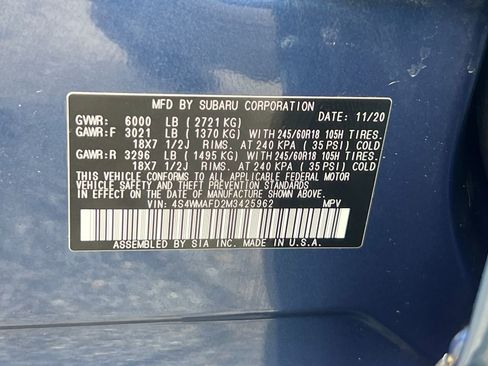 MFD BY SUBARU CORPORATION
GVWR: 6000 LB (2721 KG) DATE: 11/20
GAWR:F 3021 LB (1370 KG) WITH 245/60R18 105H TIRES.
18X7 1/2J RIMS. AT 240 KPA (35 PSI) COLD
GAWR:R 3296 LB (1495 KG) WITH 245/60R18 105H TIRES.
18X7 1/2J RIMS. AT 240 KPA (35 PSI) COLD
THIS VEHICLE CONFORMS TO ALL APPLICABLE FEDERAL MOTOR
VEHICLE SAFETY AND THEFT PREVENTION STANDARDS
IN EFFECT ON THE DATE OF MANUFACTURE SHOWN ABOVE.
VIN: 4S4WMAFD2M3425962 MPV
ASSEMBLED BY SIA INC. MADE IN U.S.A.